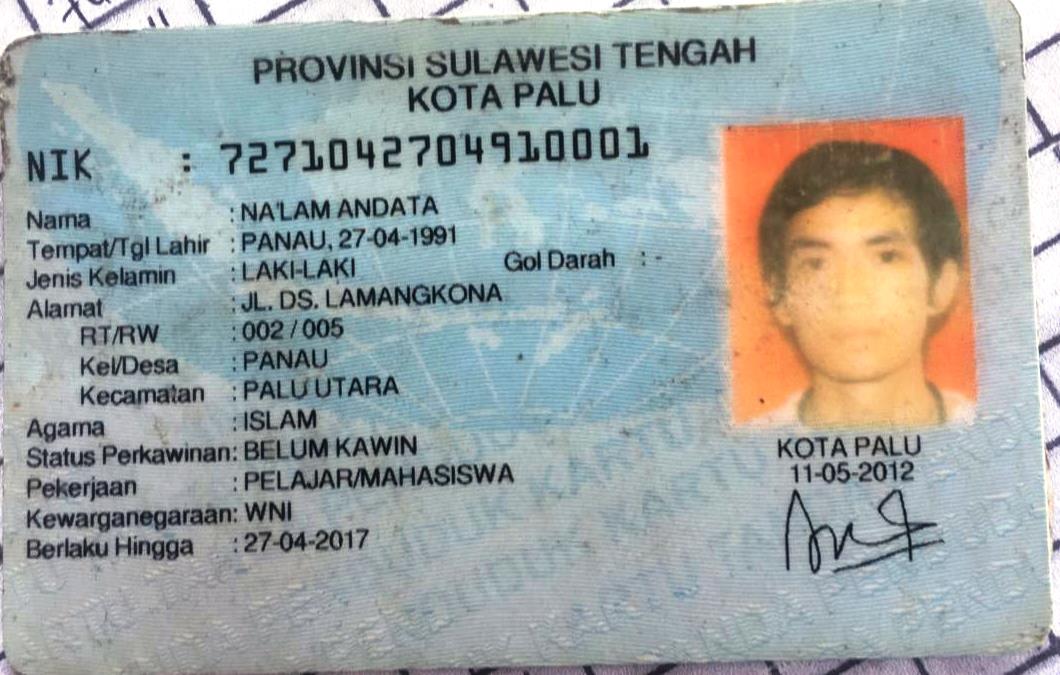 PROVINSI SULAWESI TENGAH
KOTA PALU
NIK : 7271042704910001
Nama : NA'LAM ANDATA
Tempat/Tgl Lahir : PANAU, 27-04-1991
Jenis Kelamin : LAKI-LAKI Gol Darah : -
Alamat : JL. DS. LAMANGKONA
RT/RW : 002 / 005
Kel/Desa : PANAU
Kecamatan : PALU UTARA
Agama : ISLAM
Status Perkawinan: BELUM KAWIN
Pekerjaan : PELAJAR/MAHASISWA
Kewarganegaraan: WNI
Berlaku Hingga : 27-04-2017
KOTA PALU
11-05-2012